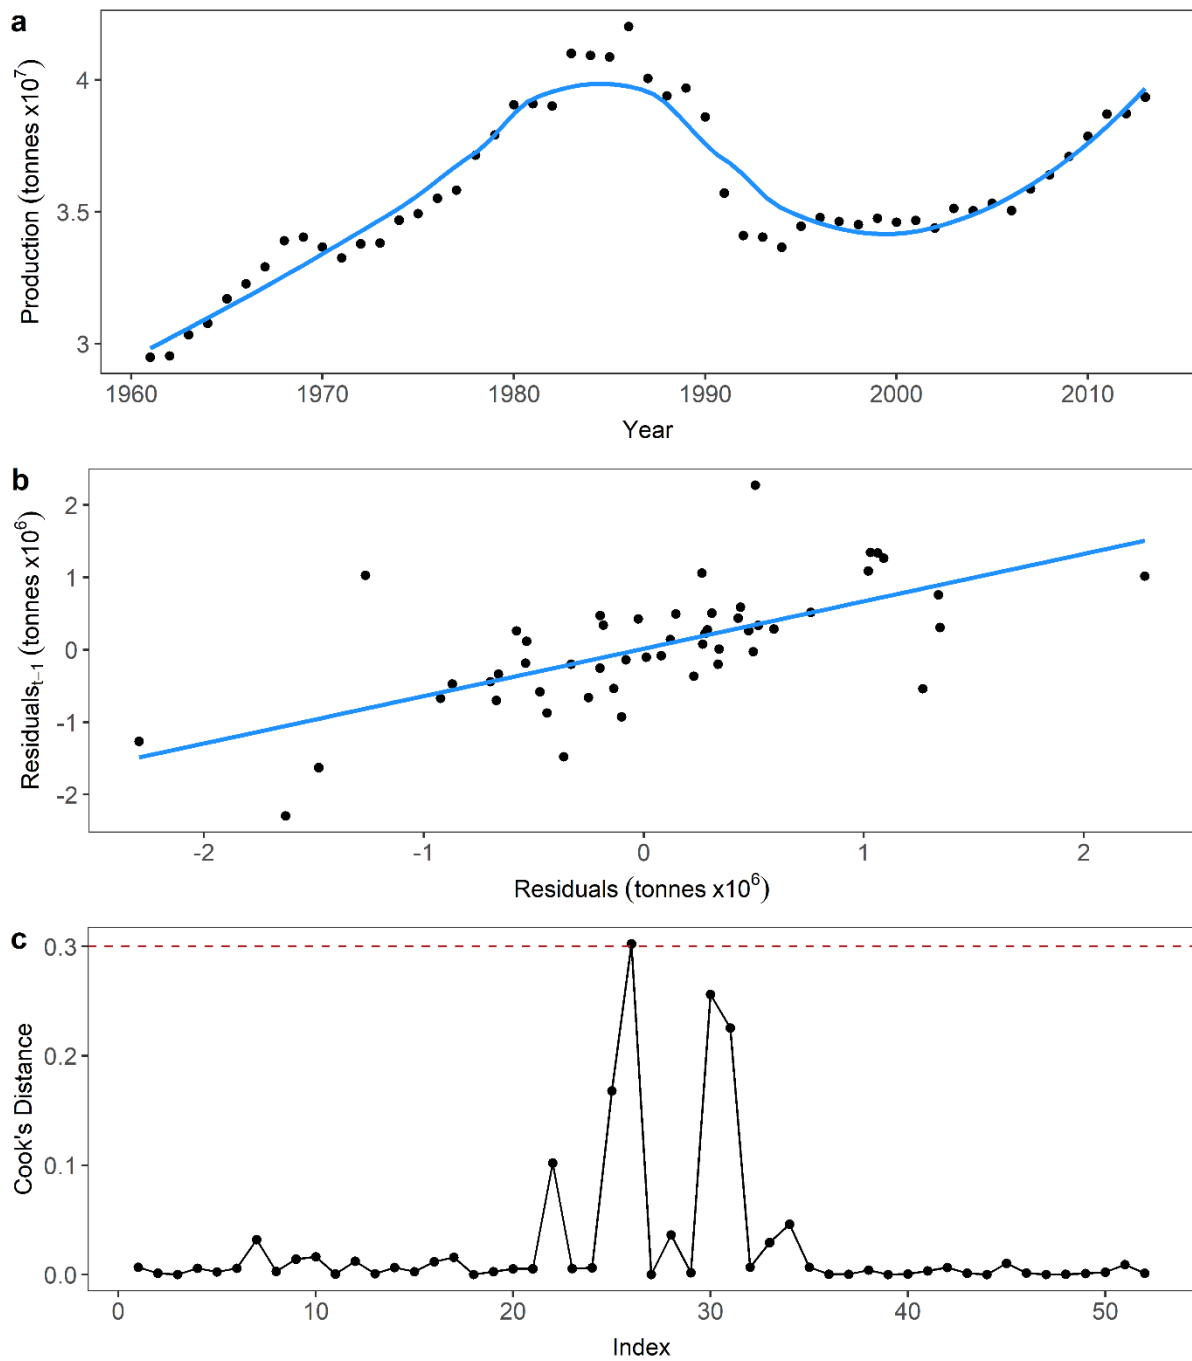 a
Production (tonnes x10⁷)
4
3.5
3
1960 1970 1980 1990 2000 2010
Year
b
Residualsₜ₋₁ (tonnes x10⁶)
2
1
0
-1
-2
-2 -1 0 1 2
Residuals (tonnes x10⁶)
c
Cook's Distance
0.3
0.2
0.1
0.0
0 10 20 30 40 50
Index